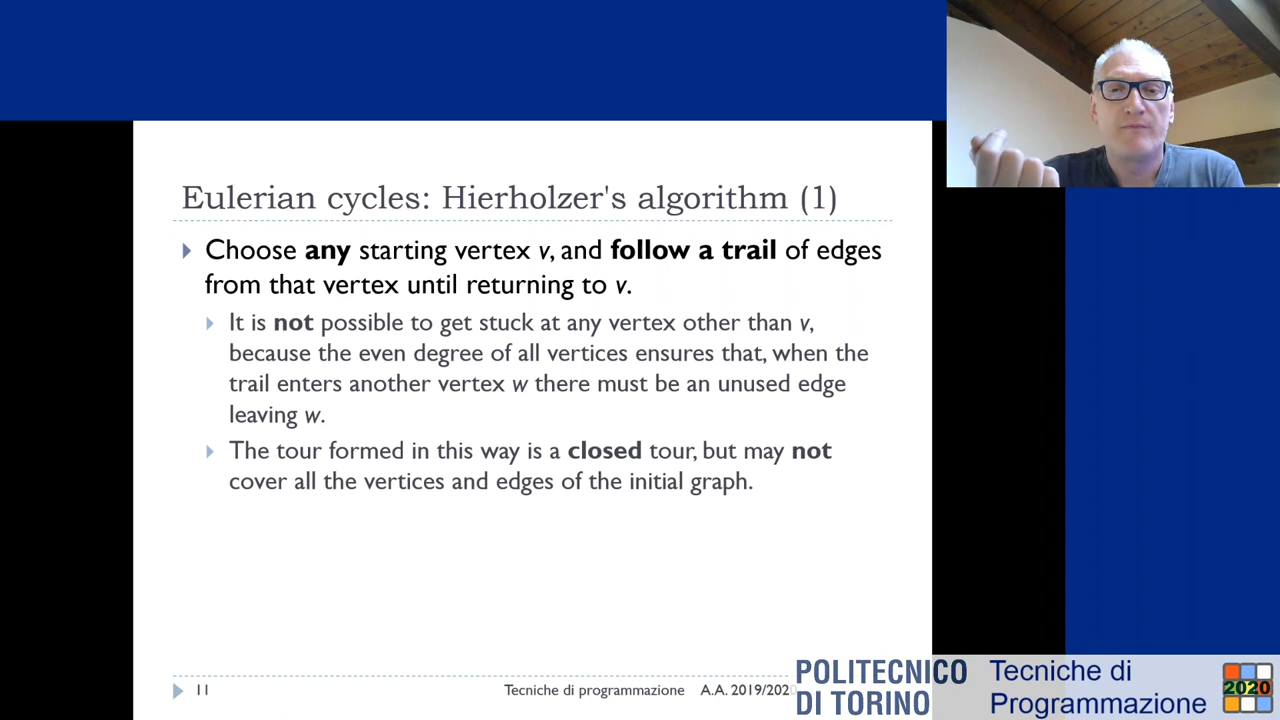 Eulerian cycles: Hierholzer's algorithm (1)
Choose any starting vertex v, and follow a trail of edges
from that vertex until returning to v.
It is not possible to get stuck at any vertex other than v,
because the even degree of all vertices ensures that, when the
trail enters another vertex w there must be an unused edge
leaving w.
The tour formed in this way is a closed tour, but may not
cover all the vertices and edges of the initial graph.
11
Tecniche di programmazione A.A. 2019/2020
POLITECNICO
DI TORINO
Tecniche di
Programmazione
2020